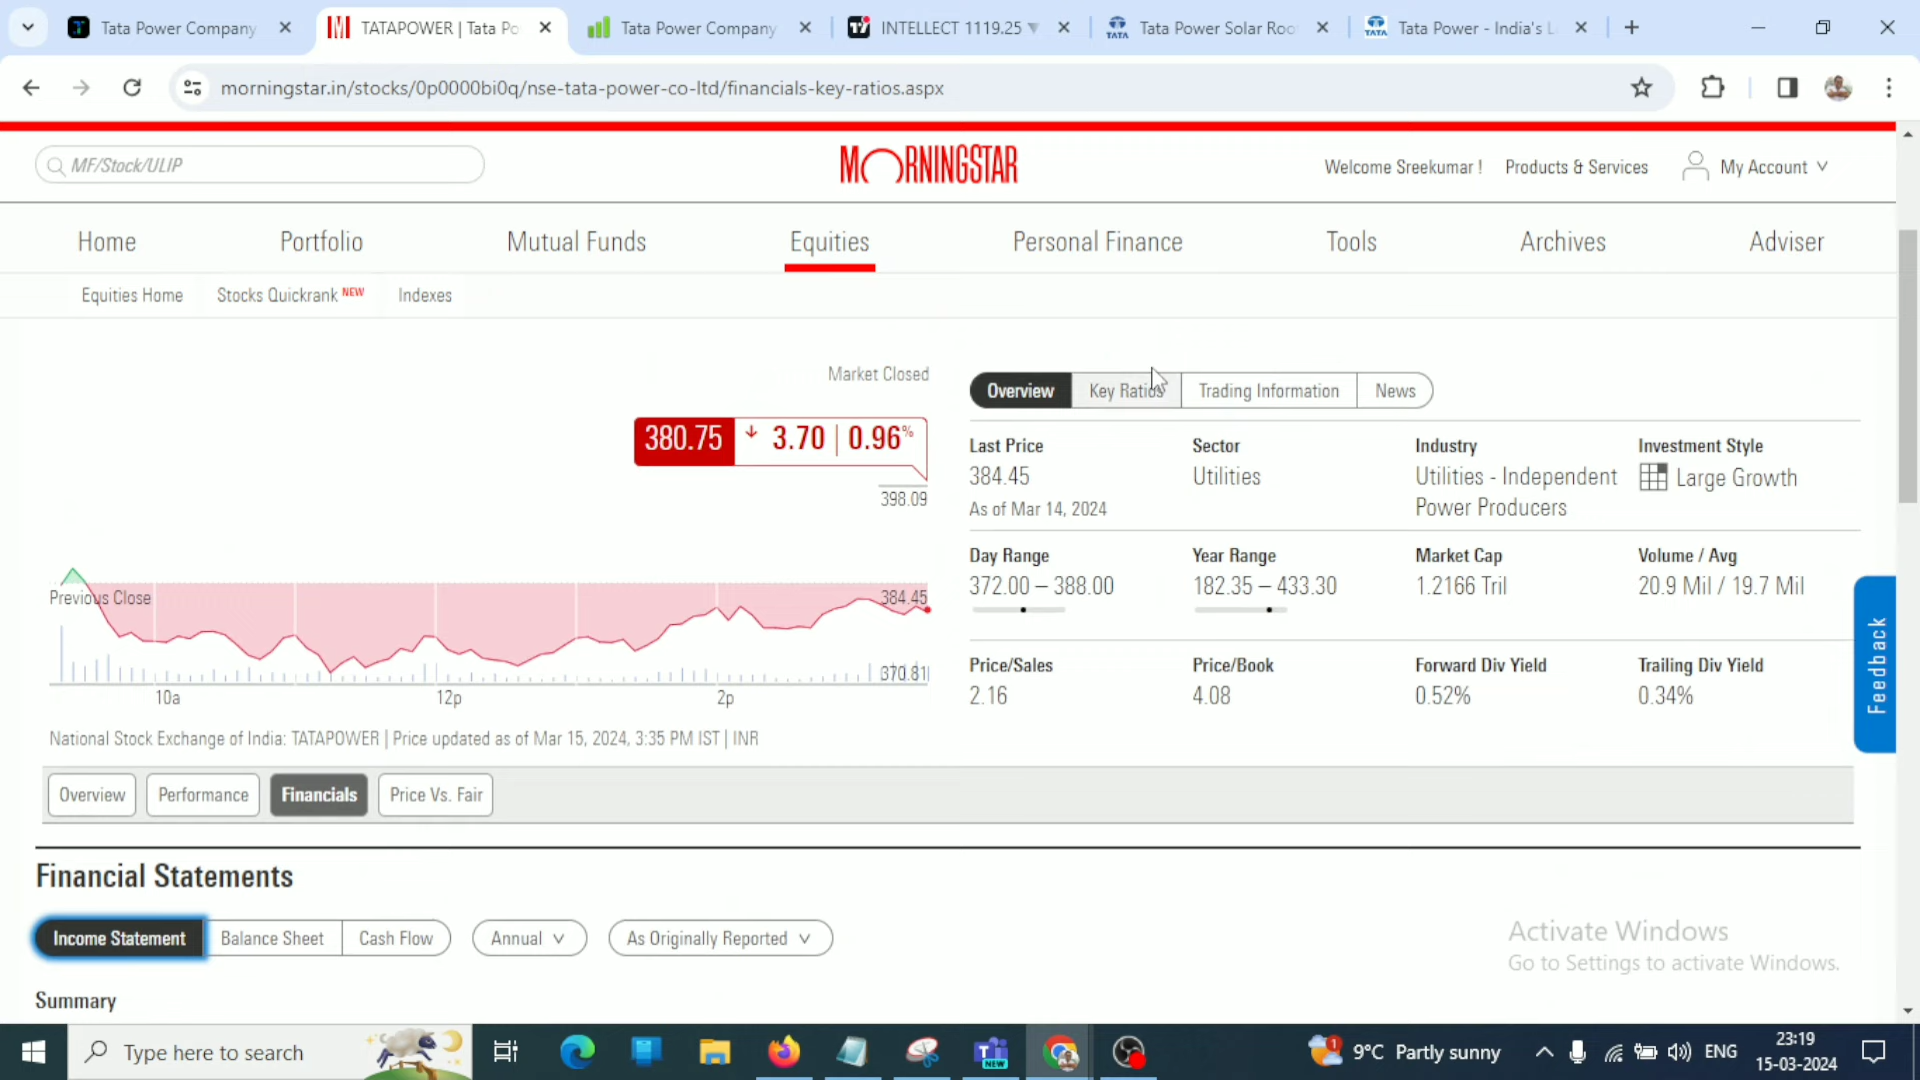 Tata Power Company
TATAPOWER | Tata Po
Tata Power Company
INTELLECT 1119.25 ▼
Tata Power Solar Roo
Tata Power - India's L
morningstar.in/stocks/0p0000bi0q/nse-tata-power-co-ltd/financials-key-ratios.aspx
MF/Stock/ULIP
MORNINGSTAR
Welcome Sreekumar !
Products & Services
My Account
Home
Portfolio
Mutual Funds
Equities
Personal Finance
Tools
Archives
Adviser
Equities Home
Stocks Quickrank NEW
Indexes
Market Closed
380.75 ↓ 3.70 | 0.96%
398.09
Previous Close
384.45
370.81
10a
12p
2p
National Stock Exchange of India: TATAPOWER | Price updated as of Mar 15, 2024, 3:35 PM IST | INR
Overview
Key Ratios
Trading Information
News
Last Price
384.45
As of Mar 14, 2024
Sector
Utilities
Industry
Utilities - Independent
Power Producers
Investment Style
Large Growth
Day Range
372.00 – 388.00
Year Range
182.35 – 433.30
Market Cap
1.2166 Tril
Volume / Avg
20.9 Mil / 19.7 Mil
Price/Sales
2.16
Price/Book
4.08
Forward Div Yield
0.52%
Trailing Div Yield
0.34%
Feedback
Overview
Performance
Financials
Price Vs. Fair
Financial Statements
Income Statement
Balance Sheet
Cash Flow
Annual
As Originally Reported
Summary
Activate Windows
Go to Settings to activate Windows.
Type here to search
NEW
1
9°C Partly sunny
ENG
23:19
15-03-2024